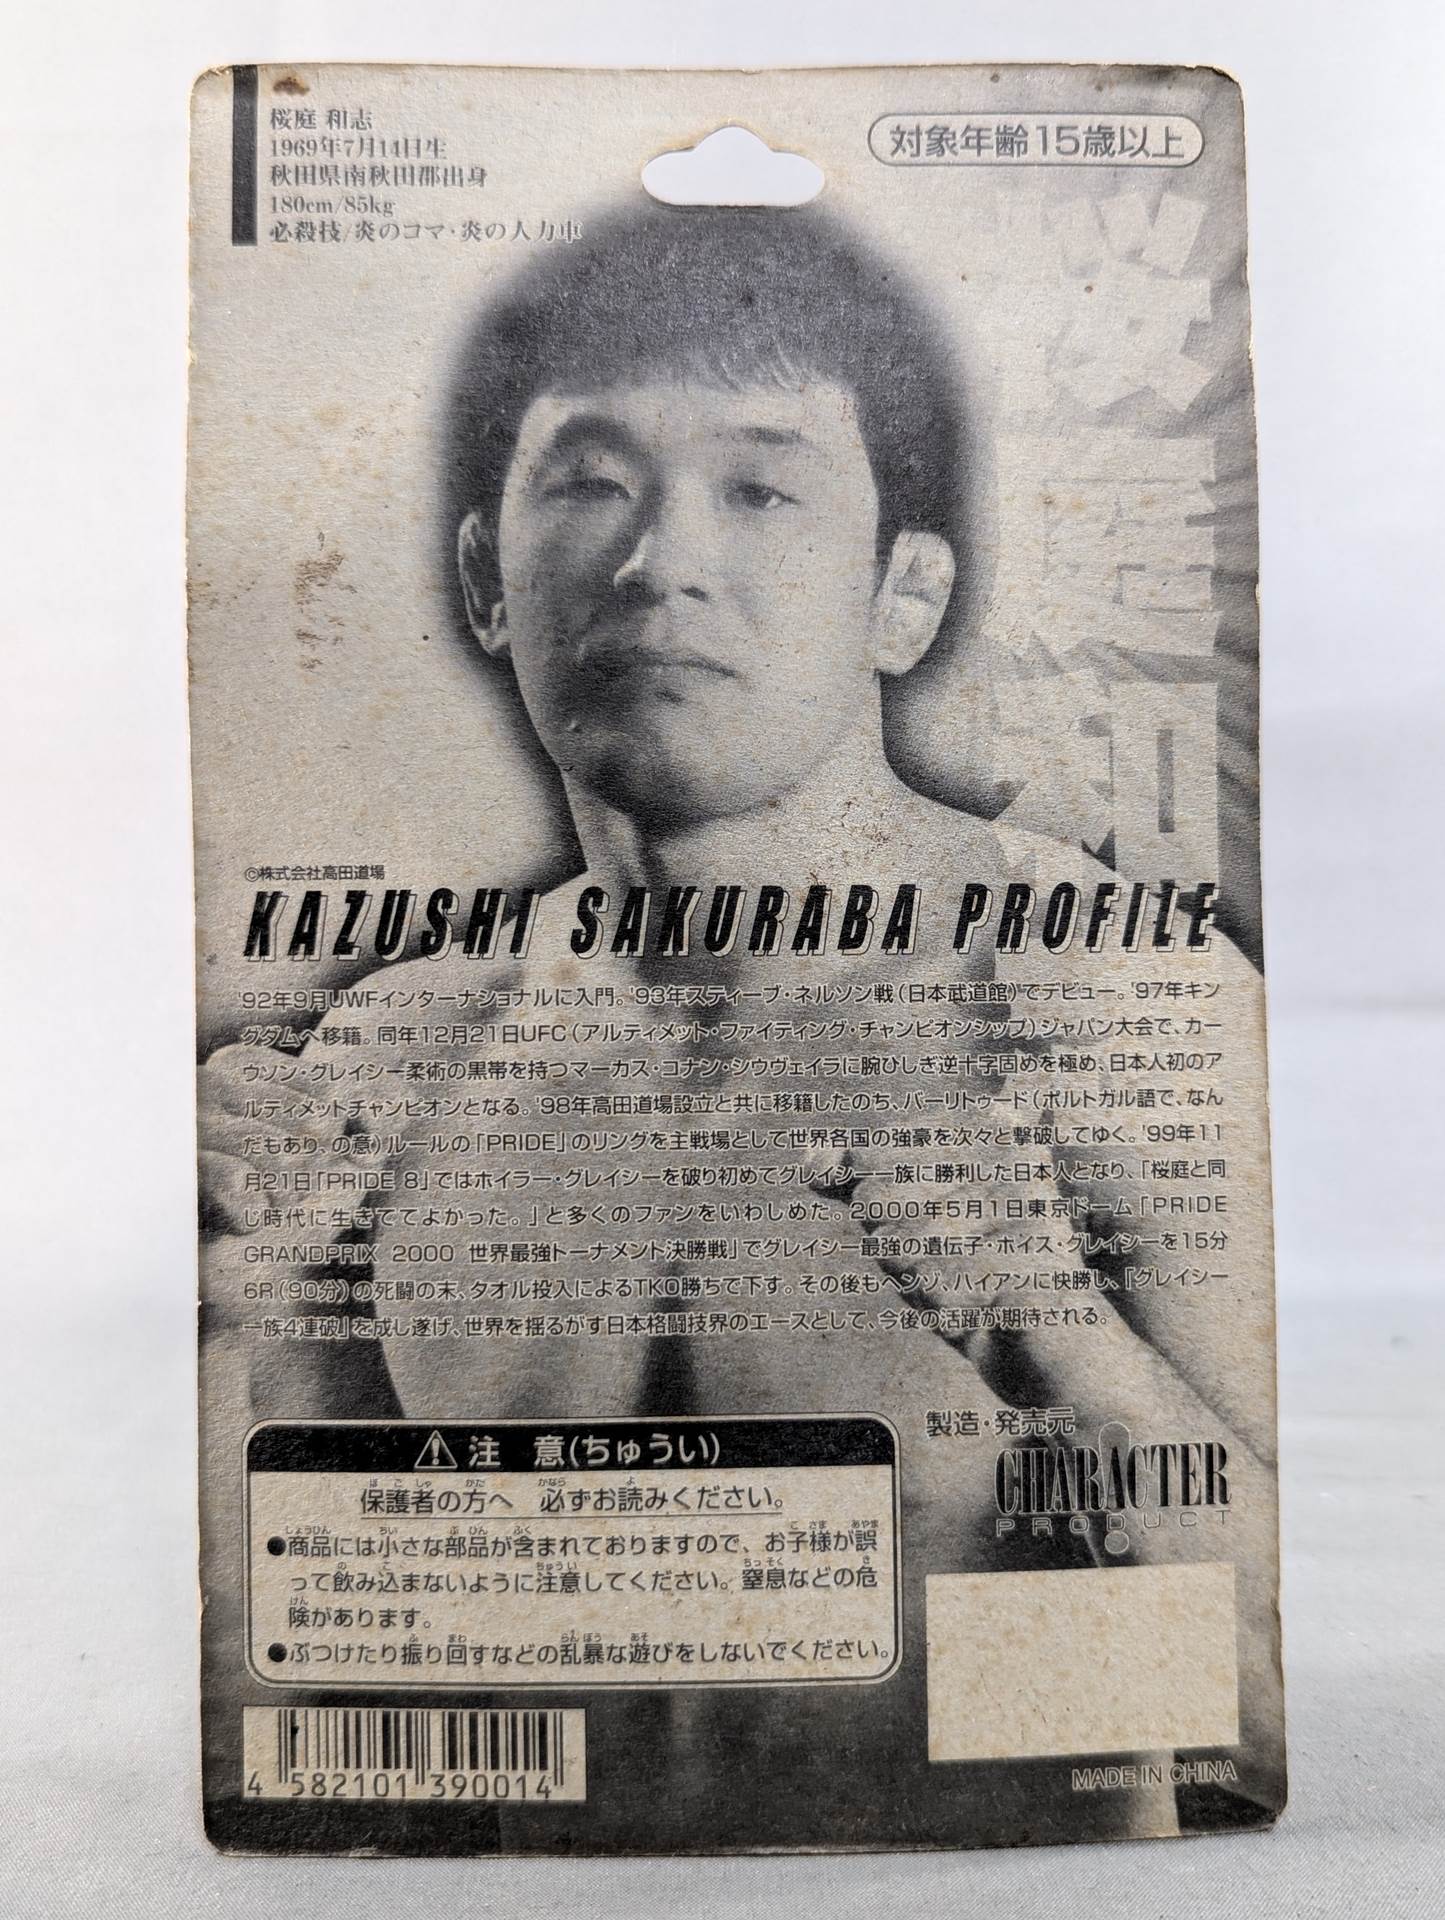 桜庭 和志
1969年7月14日生
秋田県南秋田郡出身
180cm/85kg
必殺技/炎のコマ・炎の人力車
対象年齢15歳以上
桜庭和
©株式会社高田道場
KAZUSHI SAKURABA PROFILE
'92年9月UWFインターナショナルに入門。'93年スティーブ・ネルソン戦(日本武道館)でデビュー。'97年キン
グダムへ移籍。同年12月21日UFC(アルティメット・ファイティング・チャンピオンシップ)ジャパン大会で、カー
ウソン・グレイシー柔術の黒帯を持つマーカス・コナン・シウヴェイラに腕ひしぎ逆十字固めを極め、日本人初のア
ルティメットチャンピオンとなる。'98年高田道場設立と共に移籍したのち、バーリトゥード(ポルトガル語で、なん
だもあり、の意)ルールの「PRIDE」のリングを主戦場として世界各国の強豪を次々と撃破してゆく。'99年11
月21日「PRIDE 8」ではホイラー・グレイシーを破り初めてグレイシー一族に勝利した日本人となり、「桜庭と同
じ時代に生きててよかった。」と多くのファンをいわしめた。2000年5月1日東京ドーム「PRIDE
GRANDPRIX 2000 世界最強トーナメント決勝戦」でグレイシー最強の遺伝子・ホイス・グレイシーを15分
6R(90分)の死闘の末、タオル投入によるTKO勝ちで下す。その後もヘンゾ、ハイアンに快勝し、「グレイシー
一族4連破」を成し遂げ、世界を揺るがす日本格闘技界のエースとして、今後の活躍が期待される。
注 意(ちゅうい)
保護者の方へ 必ずお読みください。
●商品には小さな部品が含まれておりますので、お子様が誤
って飲み込まないように注意してください。窒息などの危
険があります。
●ぶつけたり振り回すなどの乱暴な遊びをしないでください。
製造・発売元
CHARACTER
PRODUCT
4 582101 390014
MADE IN CHINA